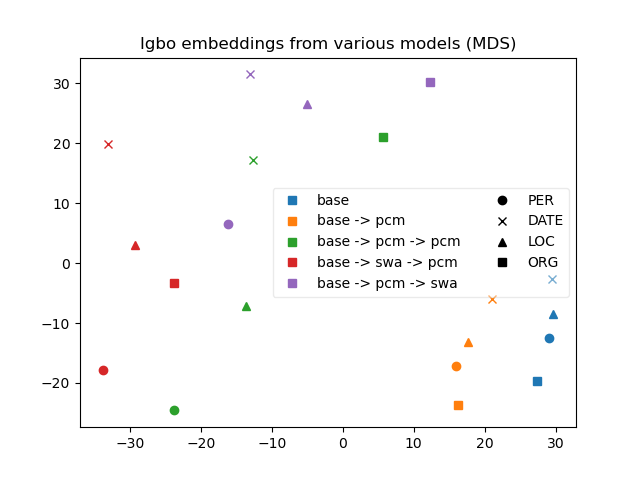 Igbo embeddings from various models (MDS)
30
20
10
0
−10
−20
−30
−20
−10
0
10
20
30
base
base -> pcm
base -> pcm -> pcm
base -> swa -> pcm
base -> pcm -> swa
PER
DATE
LOC
ORG